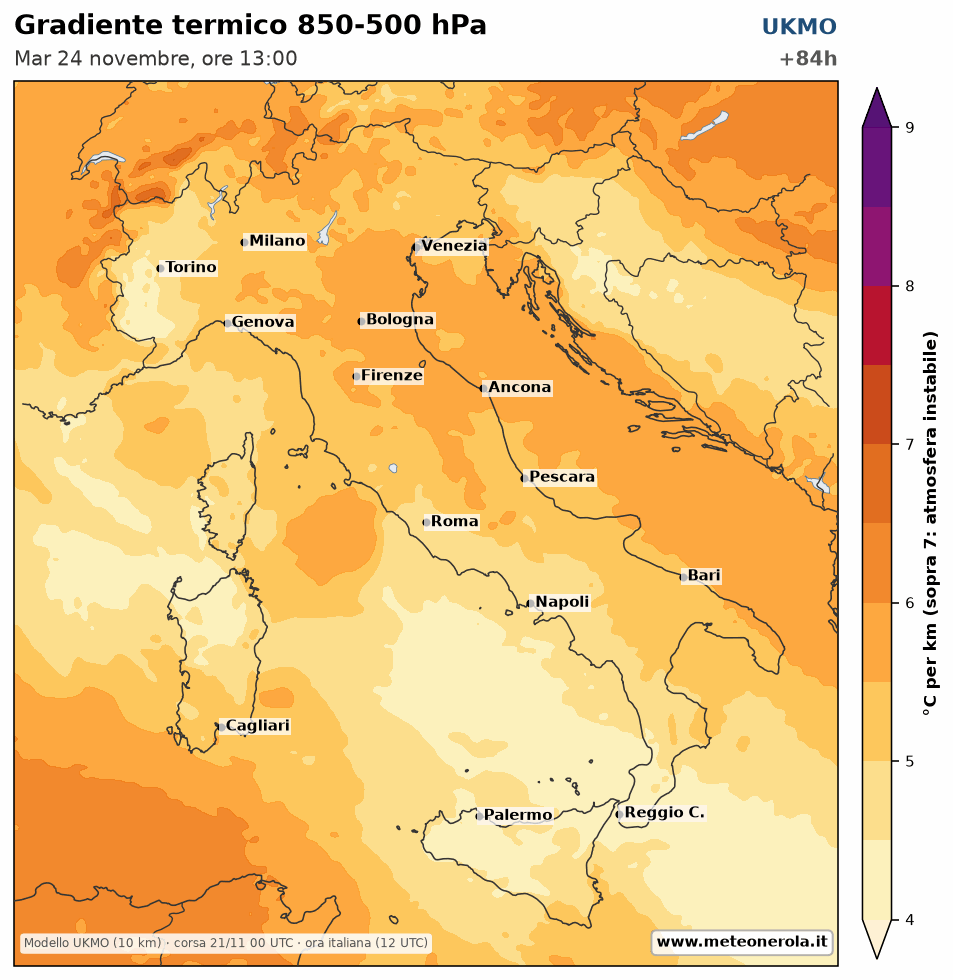 Gradiente termico 850-500 hPa
UKMO
Mar 24 novembre, ore 13:00
+84h
Milano
Venezia
Torino
Genova
Bologna
Firenze
Ancona
Pescara
Roma
Bari
Napoli
Cagliari
Palermo
Reggio C.
9
8
7
6
5
4
°C per km (sopra 7: atmosfera instabile)
Modello UKMO (10 km) · corsa 21/11 00 UTC · ora italiana (12 UTC)
www.meteonerola.it